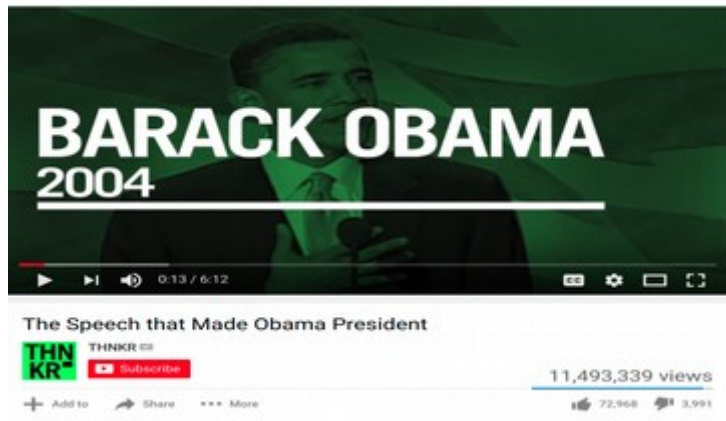 BARACK OBAMA
2004
0:13 / 6:12
CC
The Speech that Made Obama President
THN
KR
THNKR
Subscribe
11,493,339 views
Add to
Share
More
72,968
3,991